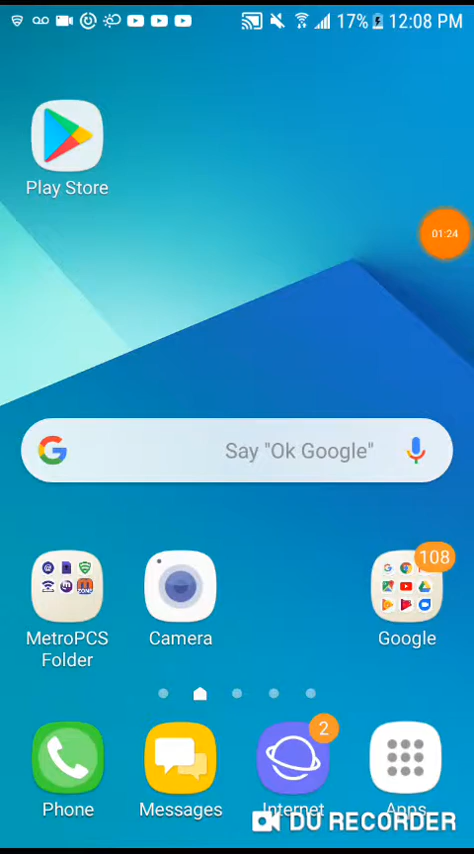 17% 12:08 PM
Play Store
01:24
Say "Ok Google"
108
MetroPCS
Folder
Camera
Google
2
Phone
Messages
Internet
Apps
DU RECORDER